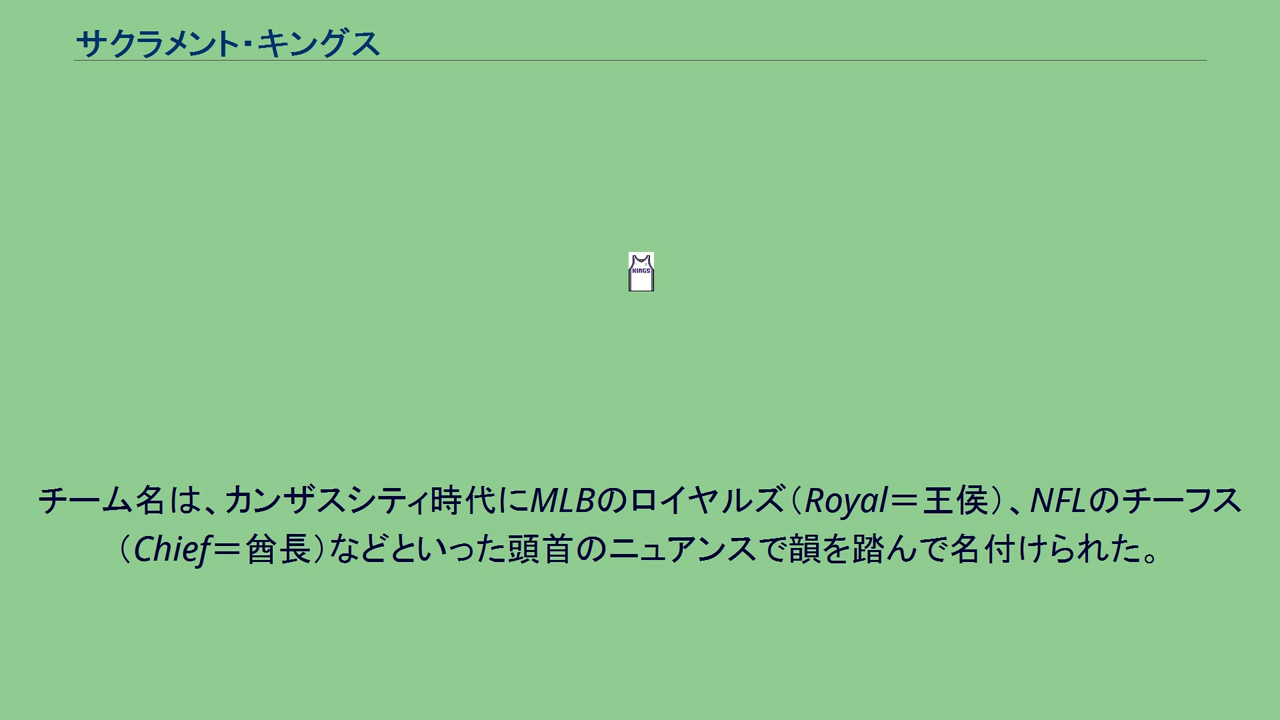 サクラメント・キングス
KINGS
チーム名は、カンザスシティ時代にMLBのロイヤルズ（Royal＝王侯）、NFLのチーフス
（Chief＝酋長）などといった頭首のニュアンスで韻を踏んで名付けられた。